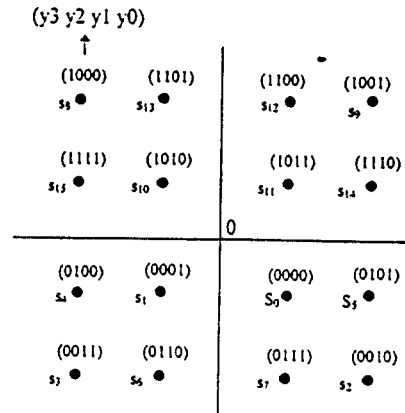 (y3 y2 y1 y0)
(1000) (1101) (1100) (1001)
s8 s13 s12 s9
(1111) (1010) (1011) (1110)
s15 s10 s11 s14
0
(0100) (0001) (0000) (0101)
s4 s1 S0 S5
(0011) (0110) (0111) (0010)
s3 s6 s7 s2